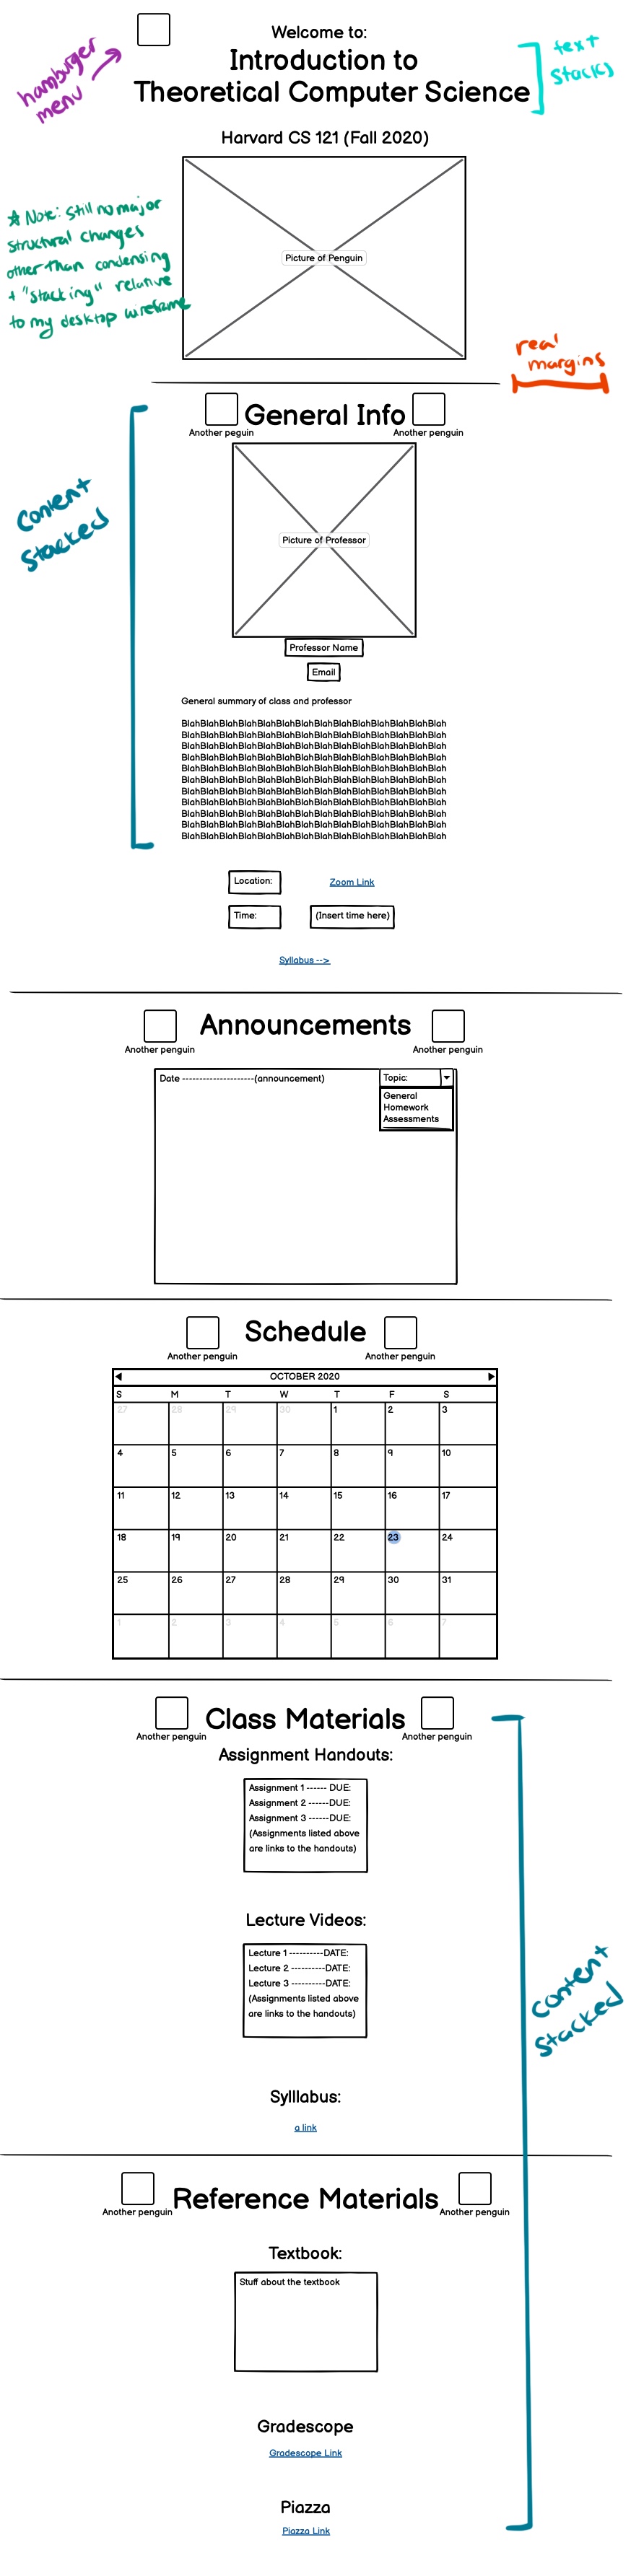 Welcome to:
Introduction to
Theoretical Computer Science
hamburger
menu
text
stacks
Harvard CS 121 (Fall 2020)
Picture of Penguin
☆ Note: still no major
structural changes
other than condensing
+ "stacking" relative
to my desktop wireframe
real
margins
General Info
Another peguin
Another penguin
Content
Stacked
Picture of Professor
Professor Name
Email
General summary of class and professor
BlahBlahBlahBlahBlahBlahBlahBlahBlahBlahBlahBlahBlahBlah
BlahBlahBlahBlahBlahBlahBlahBlahBlahBlahBlahBlahBlahBlah
BlahBlahBlahBlahBlahBlahBlahBlahBlahBlahBlahBlahBlahBlah
BlahBlahBlahBlahBlahBlahBlahBlahBlahBlahBlahBlahBlahBlah
BlahBlahBlahBlahBlahBlahBlahBlahBlahBlahBlahBlahBlahBlah
BlahBlahBlahBlahBlahBlahBlahBlahBlahBlahBlahBlahBlahBlah
BlahBlahBlahBlahBlahBlahBlahBlahBlahBlahBlahBlahBlahBlah
BlahBlahBlahBlahBlahBlahBlahBlahBlahBlahBlahBlahBlahBlah
BlahBlahBlahBlahBlahBlahBlahBlahBlahBlahBlahBlahBlahBlah
BlahBlahBlahBlahBlahBlahBlahBlahBlahBlahBlahBlahBlahBlah
BlahBlahBlahBlahBlahBlahBlahBlahBlahBlahBlahBlahBlahBlah
Location: Zoom Link
Time: (Insert time here)
Syllabus -->
Announcements
Another penguin
Another penguin
Date ---------------------(announcement)
Topic:
General
Homework
Assessments
Schedule
Another penguin
Another penguin
OCTOBER 2020
S M T W T F S
27 28 29 30 1 2 3
4 5 6 7 8 9 10
11 12 13 14 15 16 17
18 19 20 21 22 23 24
25 26 27 28 29 30 31
1 2 3 4 5 6 7
Class Materials
Another penguin
Another penguin
Assignment Handouts:
Assignment 1 ------ DUE:
Assignment 2 ------DUE:
Assignment 3 ------DUE:
(Assignments listed above
are links to the handouts)
Lecture Videos:
Lecture 1 ----------DATE:
Lecture 2 ----------DATE:
Lecture 3 ----------DATE:
(Assignments listed above
are links to the handouts)
Content
Stacked
Sylllabus:
a link
Reference Materials
Another penguin
Another penguin
Textbook:
Stuff about the textbook
Gradescope
Gradescope Link
Piazza
Piazza Link